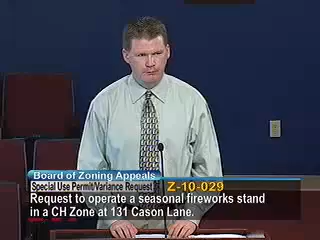 Board of Zoning Appeals
Special Use Permit/Variance Request
Z-10-029
Request to operate a seasonal fireworks stand
in a CH Zone at 131 Cason Lane.